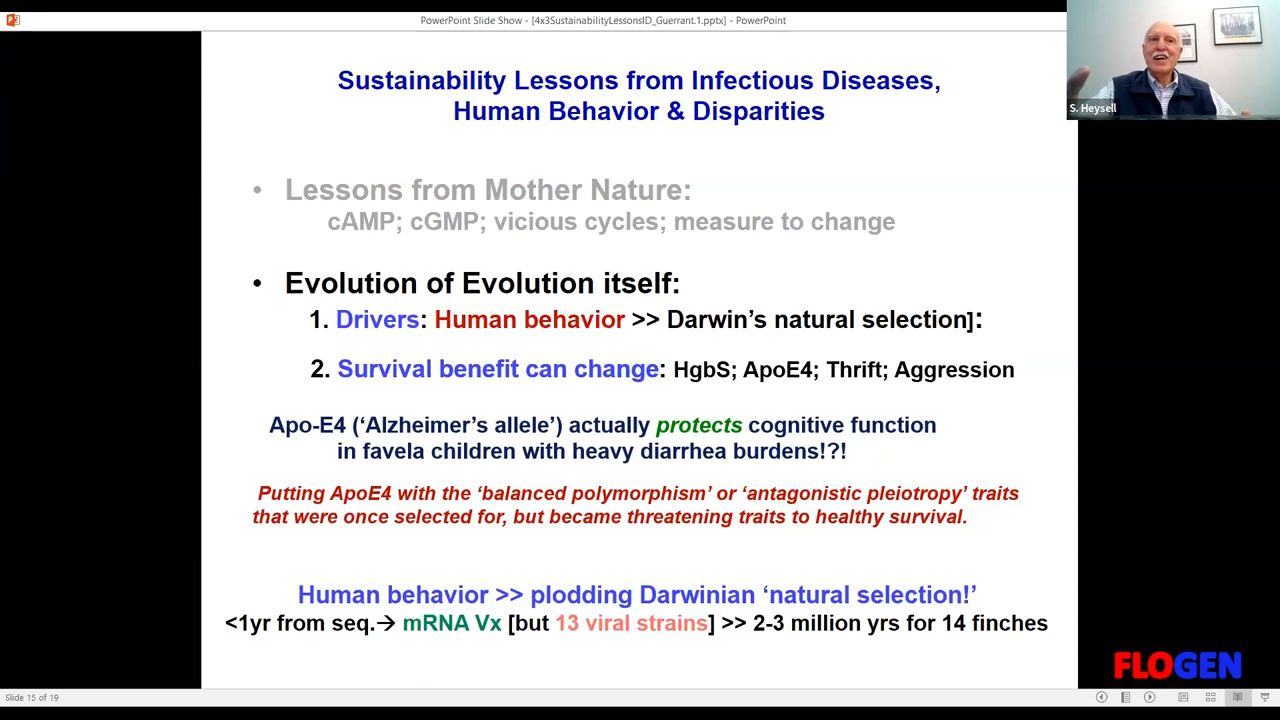 PowerPoint Slide Show - [4x3SustainabilityLessonsID_Guerrant.1.pptx] - PowerPoint
S. Heysell
Sustainability Lessons from Infectious Diseases,
Human Behavior & Disparities
• Lessons from Mother Nature:
cAMP; cGMP; vicious cycles; measure to change
• Evolution of Evolution itself:
1. Drivers: Human behavior >> Darwin’s natural selection]:
2. Survival benefit can change: HgbS; ApoE4; Thrift; Aggression
Apo-E4 (‘Alzheimer’s allele’) actually protects cognitive function
in favela children with heavy diarrhea burdens!?!
Putting ApoE4 with the ‘balanced polymorphism’ or ‘antagonistic pleiotropy’ traits
that were once selected for, but became threatening traits to healthy survival.
Human behavior >> plodding Darwinian ‘natural selection!’
<1yr from seq.→ mRNA Vx [but 13 viral strains] >> 2-3 million yrs for 14 finches
FLOGEN
Slide 15 of 19